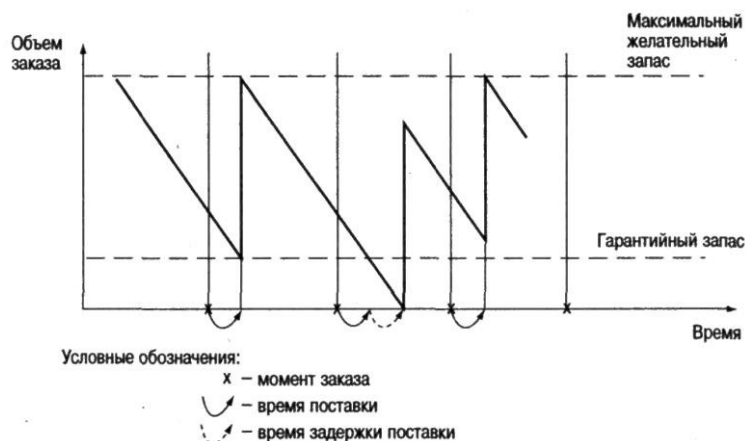 Объем
заказа
Максимальный
желательный
запас
Гарантийный запас
Время
Условные обозначения:
x – момент заказа
– время поставки
– время задержки поставки